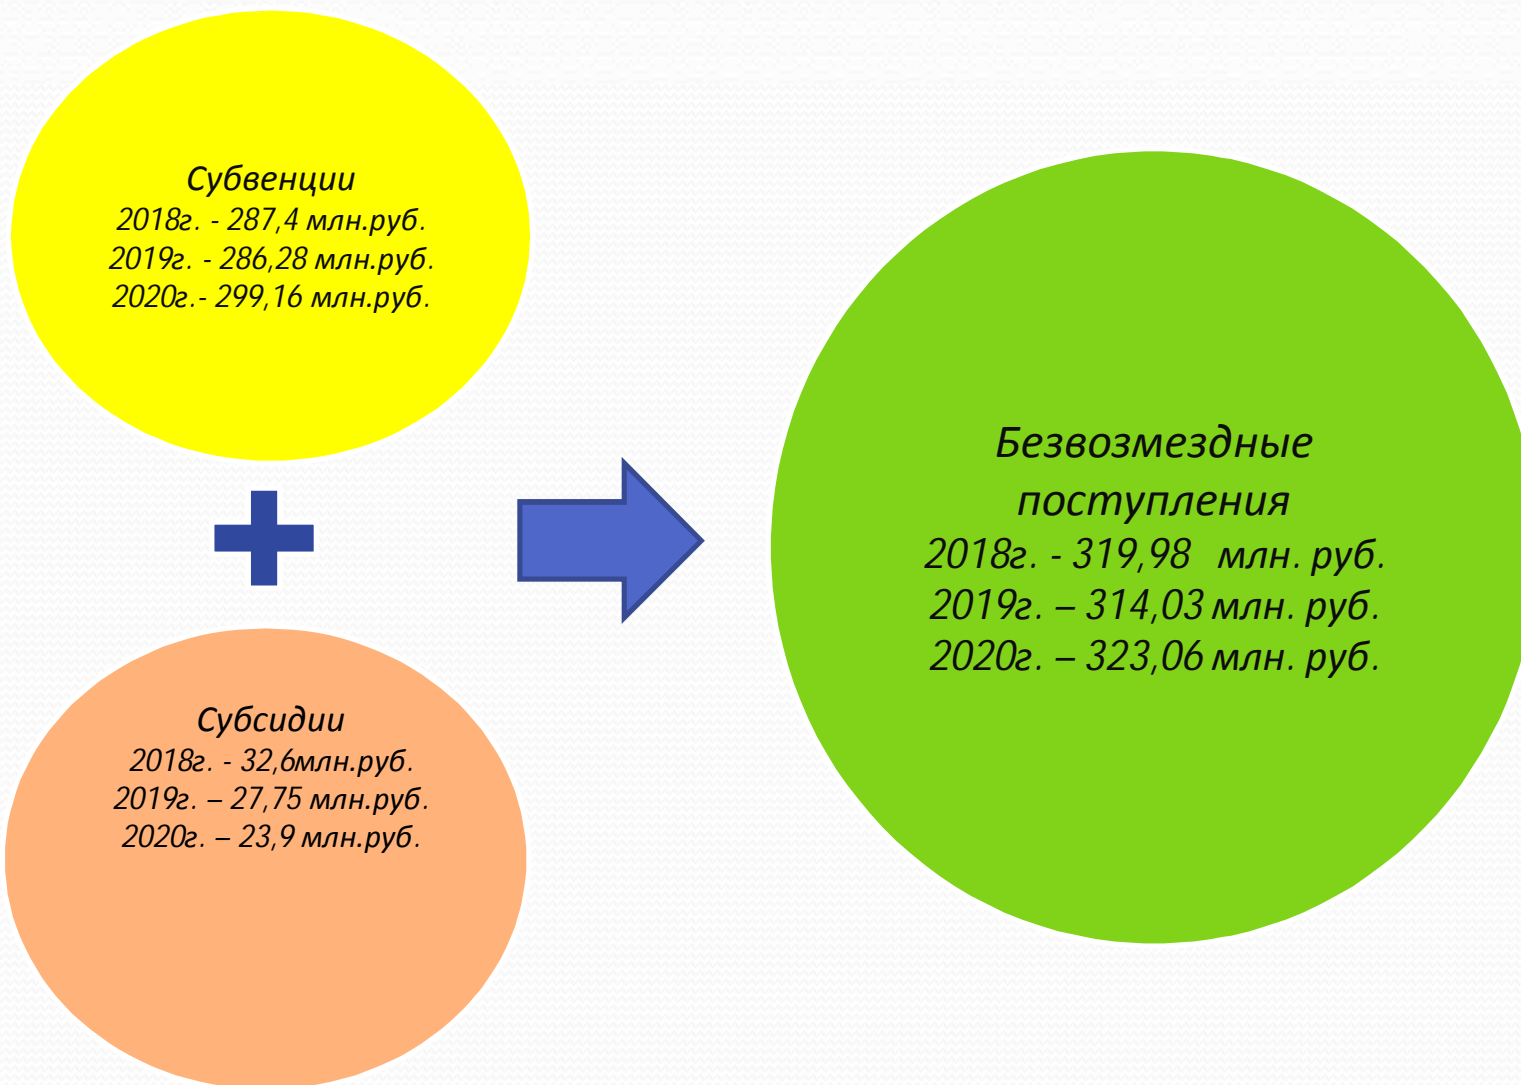 Субвенции
2018г. - 287,4 млн.руб.
2019г. - 286,28 млн.руб.
2020г.- 299,16 млн.руб.
Субсидии
2018г. - 32,6млн.руб.
2019г. – 27,75 млн.руб.
2020г. – 23,9 млн.руб.
Безвозмездные
поступления
2018г. - 319,98 млн. руб.
2019г. – 314,03 млн. руб.
2020г. – 323,06 млн. руб.